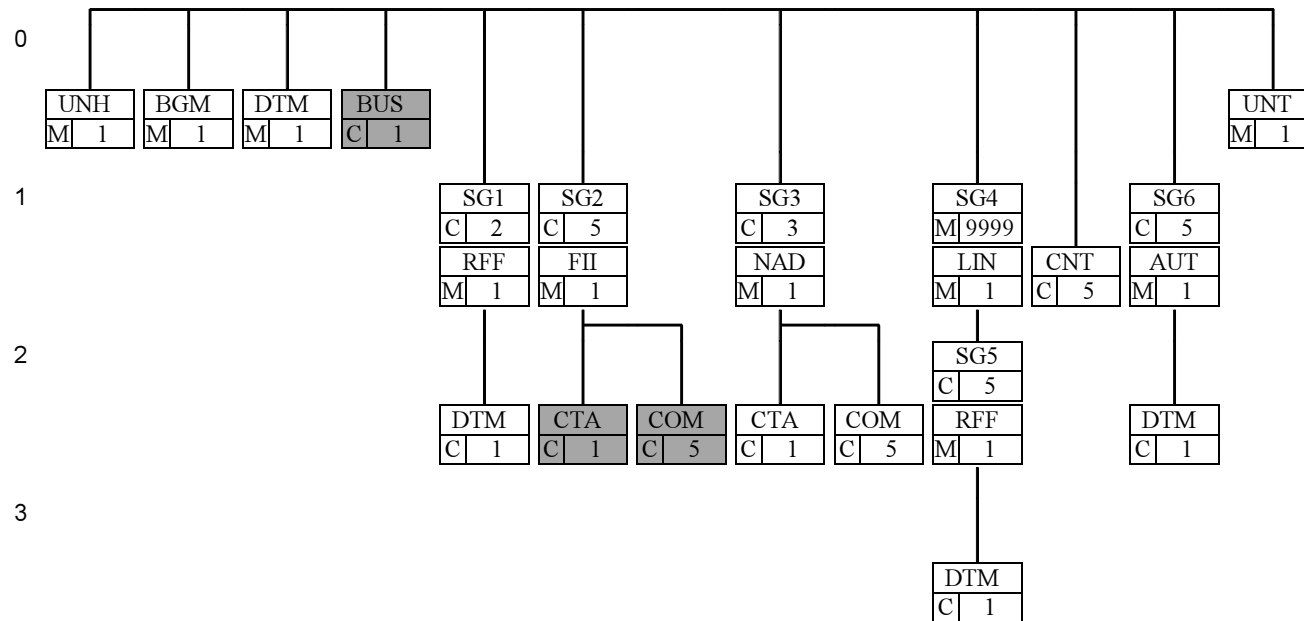 0
UNH BGM DTM BUS UNT
M 1 M 1 M 1 C 1 M 1
1
SG1 SG2 SG3 SG4 SG6
C 2 C 5 C 3 M 9999 C 5
RFF FII NAD LIN CNT AUT
M 1 M 1 M 1 M 1 C 5 M 1
2
SG5
C 5
DTM CTA COM CTA COM RFF DTM
C 1 C 1 C 5 C 1 C 5 M 1 C 1
3
DTM
C 1